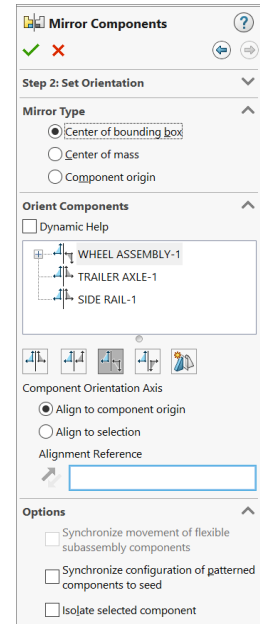 Mirror Components
?
Step 2: Set Orientation
Mirror Type
Center of bounding box
Center of mass
Component origin
Orient Components
Dynamic Help
WHEEL ASSEMBLY-1
TRAILER AXLE-1
SIDE RAIL-1
Component Orientation Axis
Align to component origin
Align to selection
Alignment Reference
Options
Synchronize movement of flexible
subassembly components
Synchronize configuration of patterned
components to seed
Isolate selected component